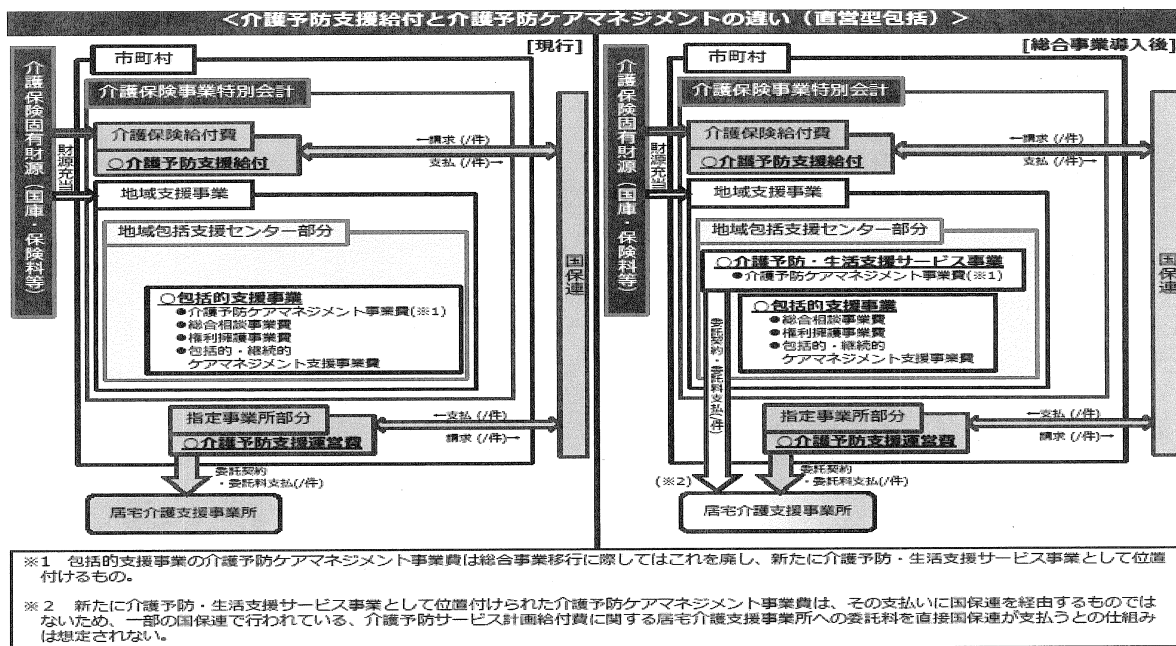 ＜介護予防支援給付と介護予防ケアマネジメントの違い（直営型包括）＞
[現行]
市町村
介護保険固有財源（国庫・保険料等）
介護保険事業特別会計
財源充当
介護保険給付費
○介護予防支援給付
←請求 (/件)
支払 (/件)→
地域支援事業
地域包括支援センター部分
○包括的支援事業
●介護予防ケアマネジメント事業費(※1)
●総合相談事業費
●権利擁護事業費
●包括的・継続的
ケアマネジメント支援事業費
国保連
指定事業所部分
○介護予防支援運営費
←支払 (/件)
請求 (/件)→
委託契約
・委託料支払(/件)
居宅介護支援事業所
[総合事業導入後]
市町村
介護保険固有財源（国庫・保険料等）
介護保険事業特別会計
財源充当
介護保険給付費
○介護予防支援給付
←請求 (/件)
支払 (/件)→
地域支援事業
地域包括支援センター部分
○介護予防・生活支援サービス事業
●介護予防ケアマネジメント事業費(※1)
○包括的支援事業
●総合相談事業費
●権利擁護事業費
●包括的・継続的
ケアマネジメント支援事業費
国保連
委託契約・委託料支払(/件)
指定事業所部分
○介護予防支援運営費
←支払 (/件)
請求 (/件)→
(※2)
委託契約
・委託料支払(/件)
居宅介護支援事業所
※1　包括的支援事業の介護予防ケアマネジメント事業費は総合事業移行に際してはこれを廃し、新たに介護予防・生活支援サービス事業として位置
付けるもの。
※2　新たに介護予防・生活支援サービス事業として位置付けられた介護予防ケアマネジメント事業費は、その支払いに国保連を経由するものでは
ないため、一部の国保連で行われている、介護予防サービス計画給付費に関する居宅介護支援事業所への委託料を直接国保連が支払うとの仕組み
は想定されない。